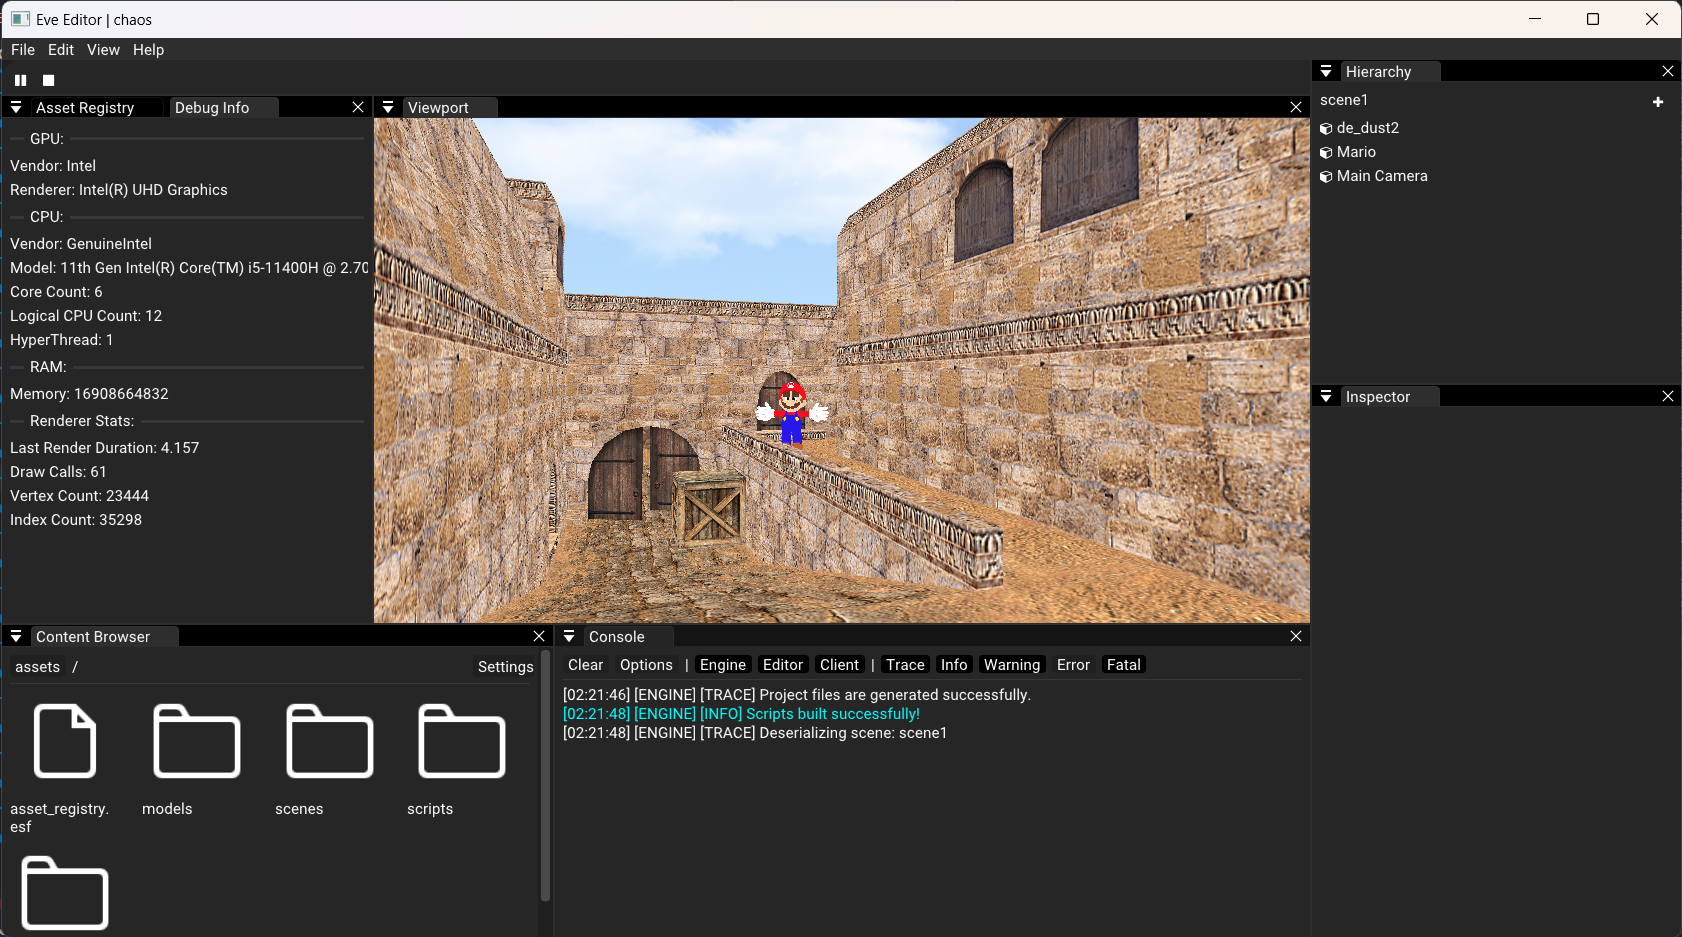 Eve Editor | chaos
File Edit View Help
Asset Registry Debug Info
GPU:
Vendor: Intel
Renderer: Intel(R) UHD Graphics
CPU:
Vendor: GenuineIntel
Model: 11th Gen Intel(R) Core(TM) i5-11400H @ 2.70
Core Count: 6
Logical CPU Count: 12
HyperThread: 1
RAM:
Memory: 16908664832
Renderer Stats:
Last Render Duration: 4.157
Draw Calls: 61
Vertex Count: 23444
Index Count: 35298
Viewport
Hierarchy
scene1
de_dust2
Mario
Main Camera
Inspector
Content Browser
assets / Settings
asset_registry.
esf
models
scenes
scripts
Console
Clear Options | Engine Editor Client | Trace Info Warning Error Fatal
[02:21:46] [ENGINE] [TRACE] Project files are generated successfully.
[02:21:48] [ENGINE] [INFO] Scripts built successfully!
[02:21:48] [ENGINE] [TRACE] Deserializing scene: scene1